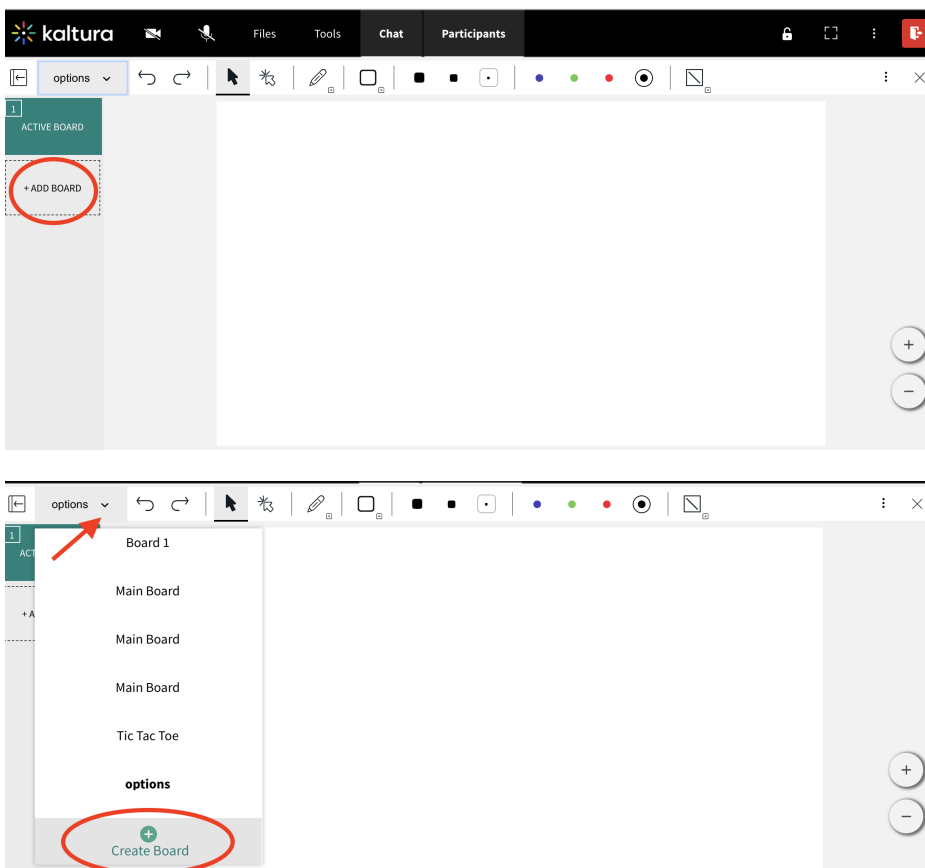 kaltura Files Tools Chat Participants
options
1
ACTIVE BOARD
+ ADD BOARD
+
−
options
1
ACT
+ A
Board 1
Main Board
Main Board
Main Board
Tic Tac Toe
options
+
Create Board
+
−